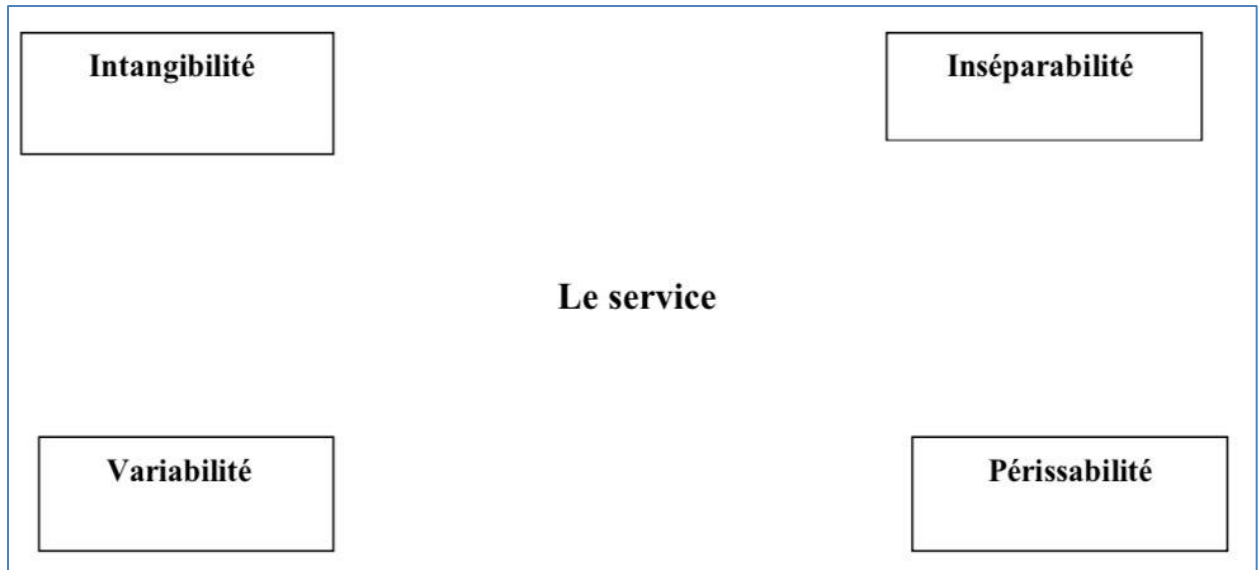 Intangibilité
Inséparabilité
Le service
Variabilité
Périssabilité